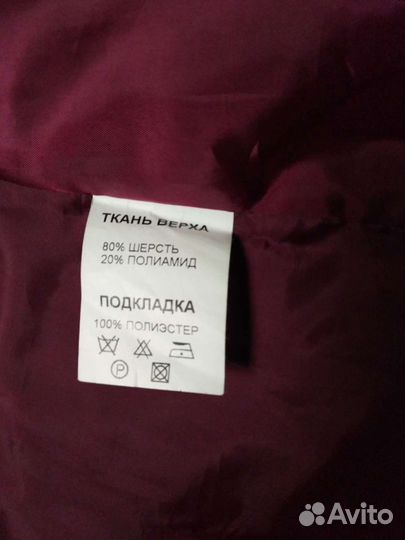 ТКАНЬ ВЕРХА
80% ШЕРСТЬ
20% ПОЛИАМИД
ПОДКЛАДКА
100% ПОЛИЭСТЕР
P
Avito